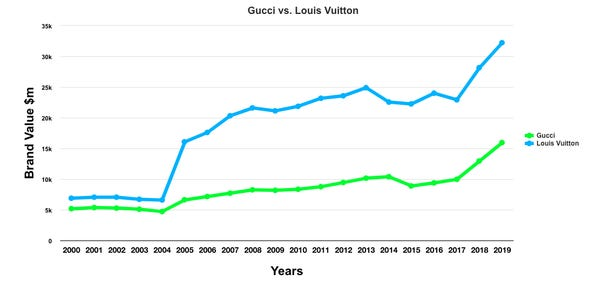 Gucci vs. Louis Vuitton
35k
30k
25k
20k
15k
10k
5k
0
Brand Value $m
2000 2001 2002 2003 2004 2005 2006 2007 2008 2009 2010 2011 2012 2013 2014 2015 2016 2017 2018 2019
Years
Gucci
Louis Vuitton